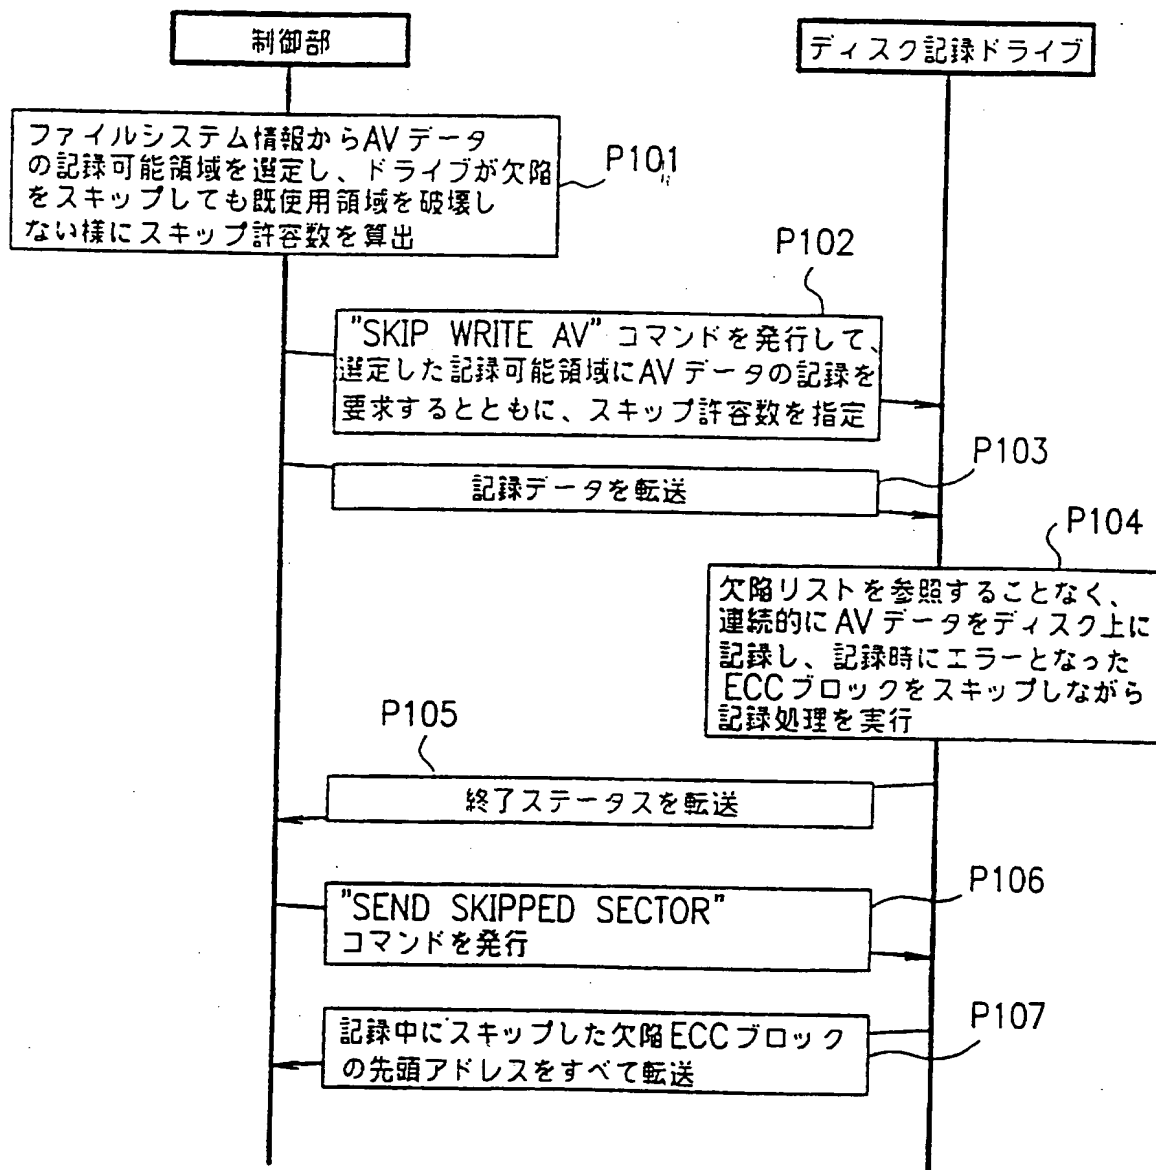 制御部
ディスク記録ドライブ
ファイルシステム情報からAVデータ
の記録可能領域を選定し、ドライブが欠陥
をスキップしても既使用領域を破壊し
ない様にスキップ許容数を算出
P101
P102
"SKIP WRITE AV" コマンドを発行して、
選定した記録可能領域にAVデータの記録を
要求するとともに、スキップ許容数を指定
P103
記録データを転送
P104
欠陥リストを参照することなく、
連続的にAVデータをディスク上に
記録し、記録時にエラーとなった
ECCブロックをスキップしながら
記録処理を実行
P105
終了ステータスを転送
P106
"SEND SKIPPED SECTOR"
コマンドを発行
P107
記録中にスキップした欠陥ECCブロック
の先頭アドレスをすべて転送